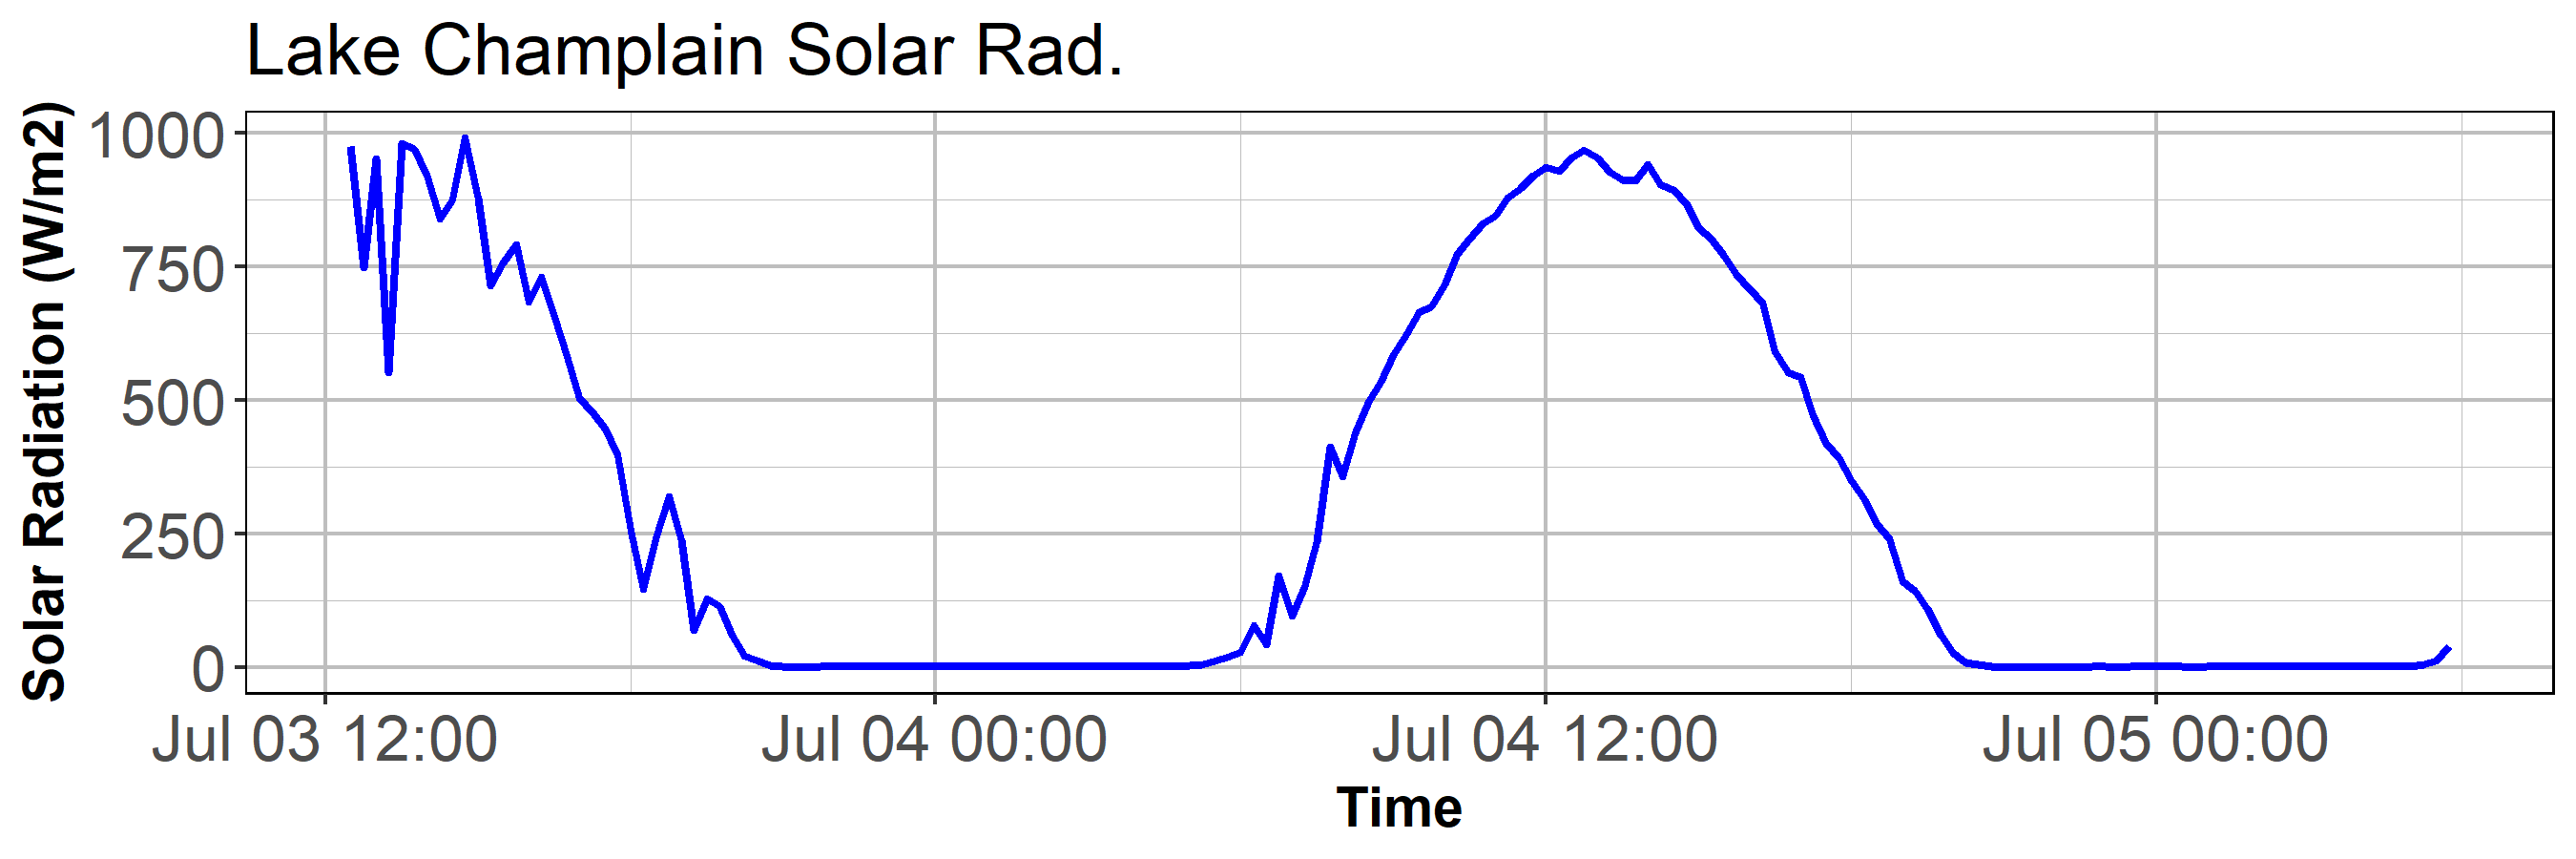 Lake Champlain Solar Rad.
Solar Radiation (W/m2)
1000
750
500
250
0
Jul 03 12:00
Jul 04 00:00
Jul 04 12:00
Jul 05 00:00
Time